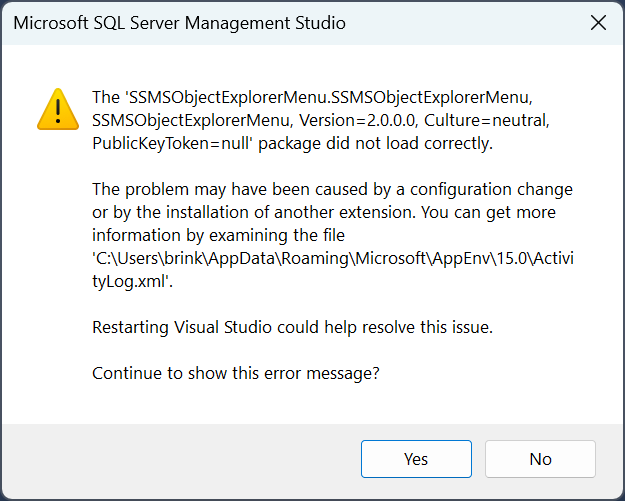 Microsoft SQL Server Management Studio
The 'SSMSObjectExplorerMenu.SSMSObjectExplorerMenu,
SSMSObjectExplorerMenu, Version=2.0.0.0, Culture=neutral,
PublicKeyToken=null' package did not load correctly.
The problem may have been caused by a configuration change
or by the installation of another extension. You can get more
information by examining the file
'C:\Users\brink\AppData\Roaming\Microsoft\AppEnv\15.0\Activi
tyLog.xml'.
Restarting Visual Studio could help resolve this issue.
Continue to show this error message?
Yes
No